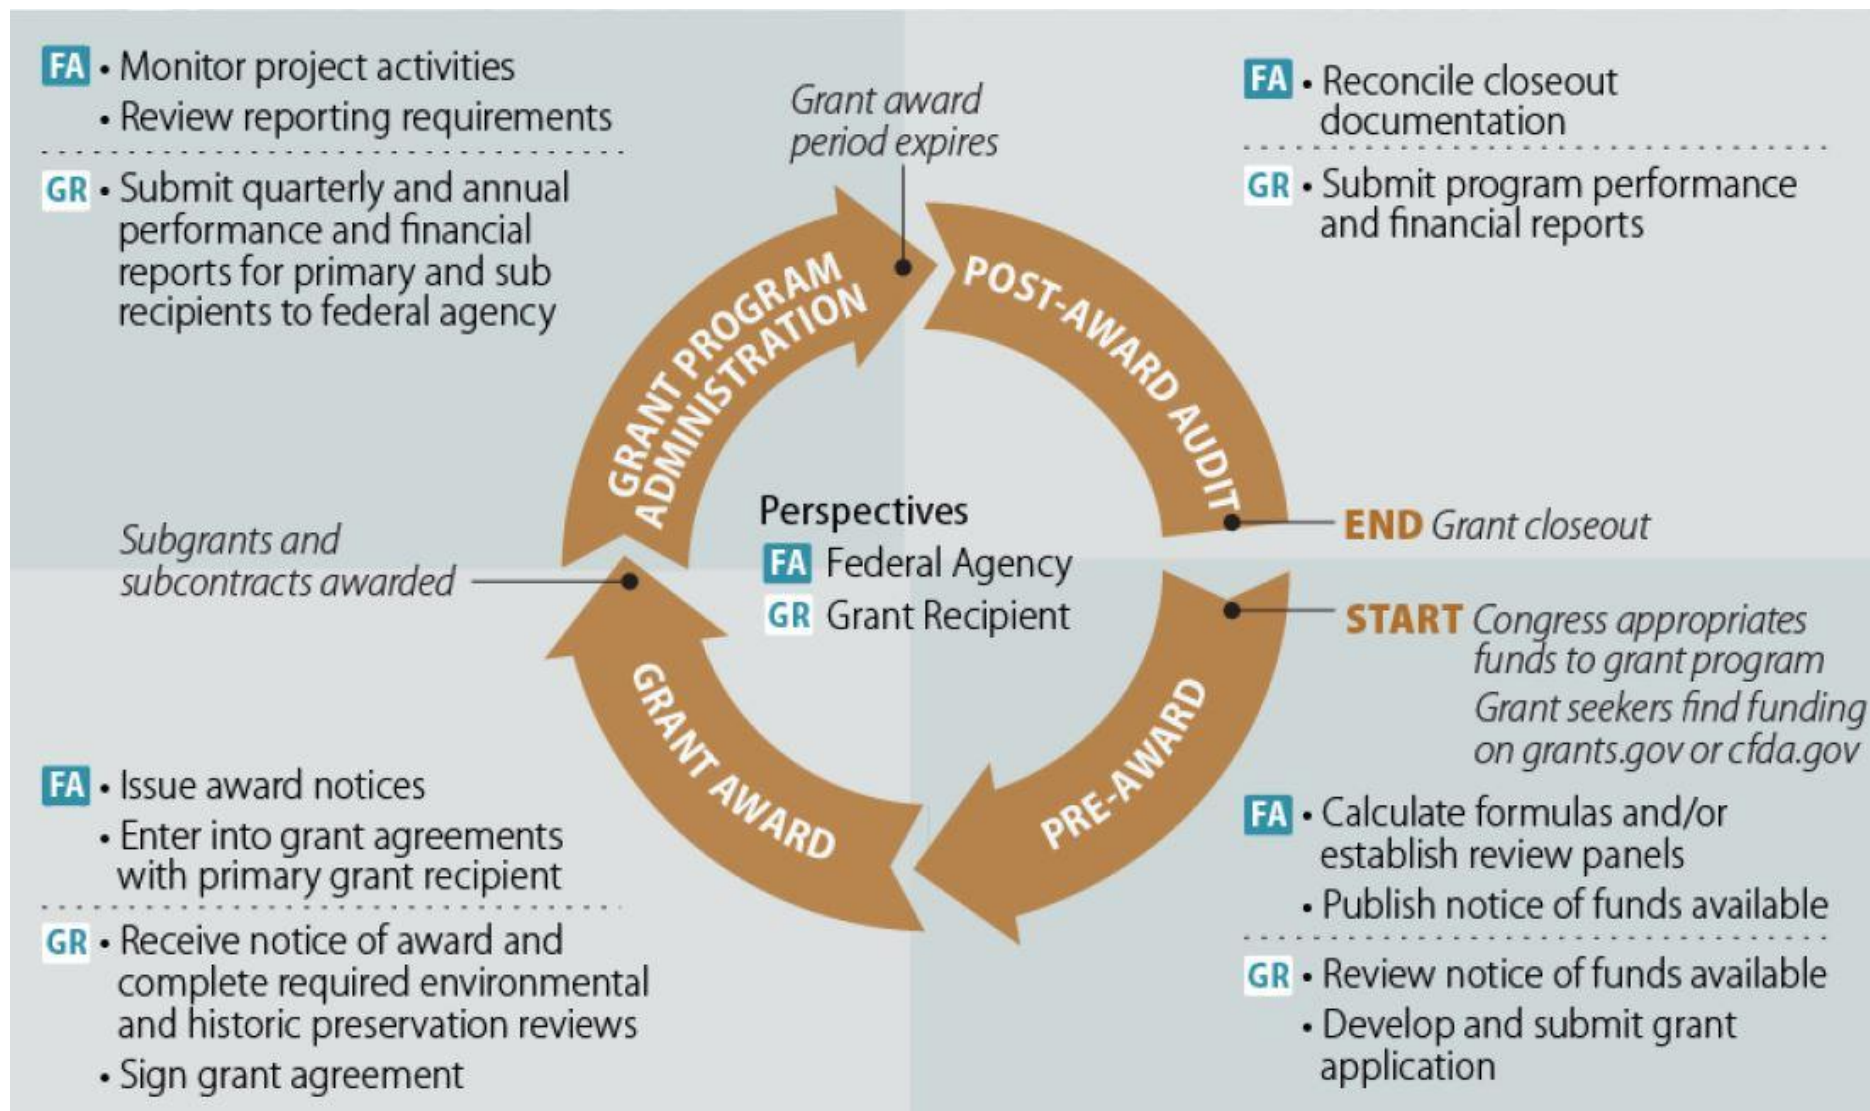 FA • Monitor project activities
• Review reporting requirements
GR • Submit quarterly and annual
performance and financial
reports for primary and sub
recipients to federal agency
Grant award
period expires
FA • Reconcile closeout
documentation
GR • Submit program performance
and financial reports
GRANT PROGRAM
ADMINISTRATION
POST-AWARD AUDIT
Subgrants and
subcontracts awarded
Perspectives
FA Federal Agency
GR Grant Recipient
END Grant closeout
START Congress appropriates
funds to grant program
Grant seekers find funding
on grants.gov or cfda.gov
GRANT AWARD
PRE-AWARD
FA • Issue award notices
• Enter into grant agreements
with primary grant recipient
GR • Receive notice of award and
complete required environmental
and historic preservation reviews
• Sign grant agreement
FA • Calculate formulas and/or
establish review panels
• Publish notice of funds available
GR • Review notice of funds available
• Develop and submit grant
application